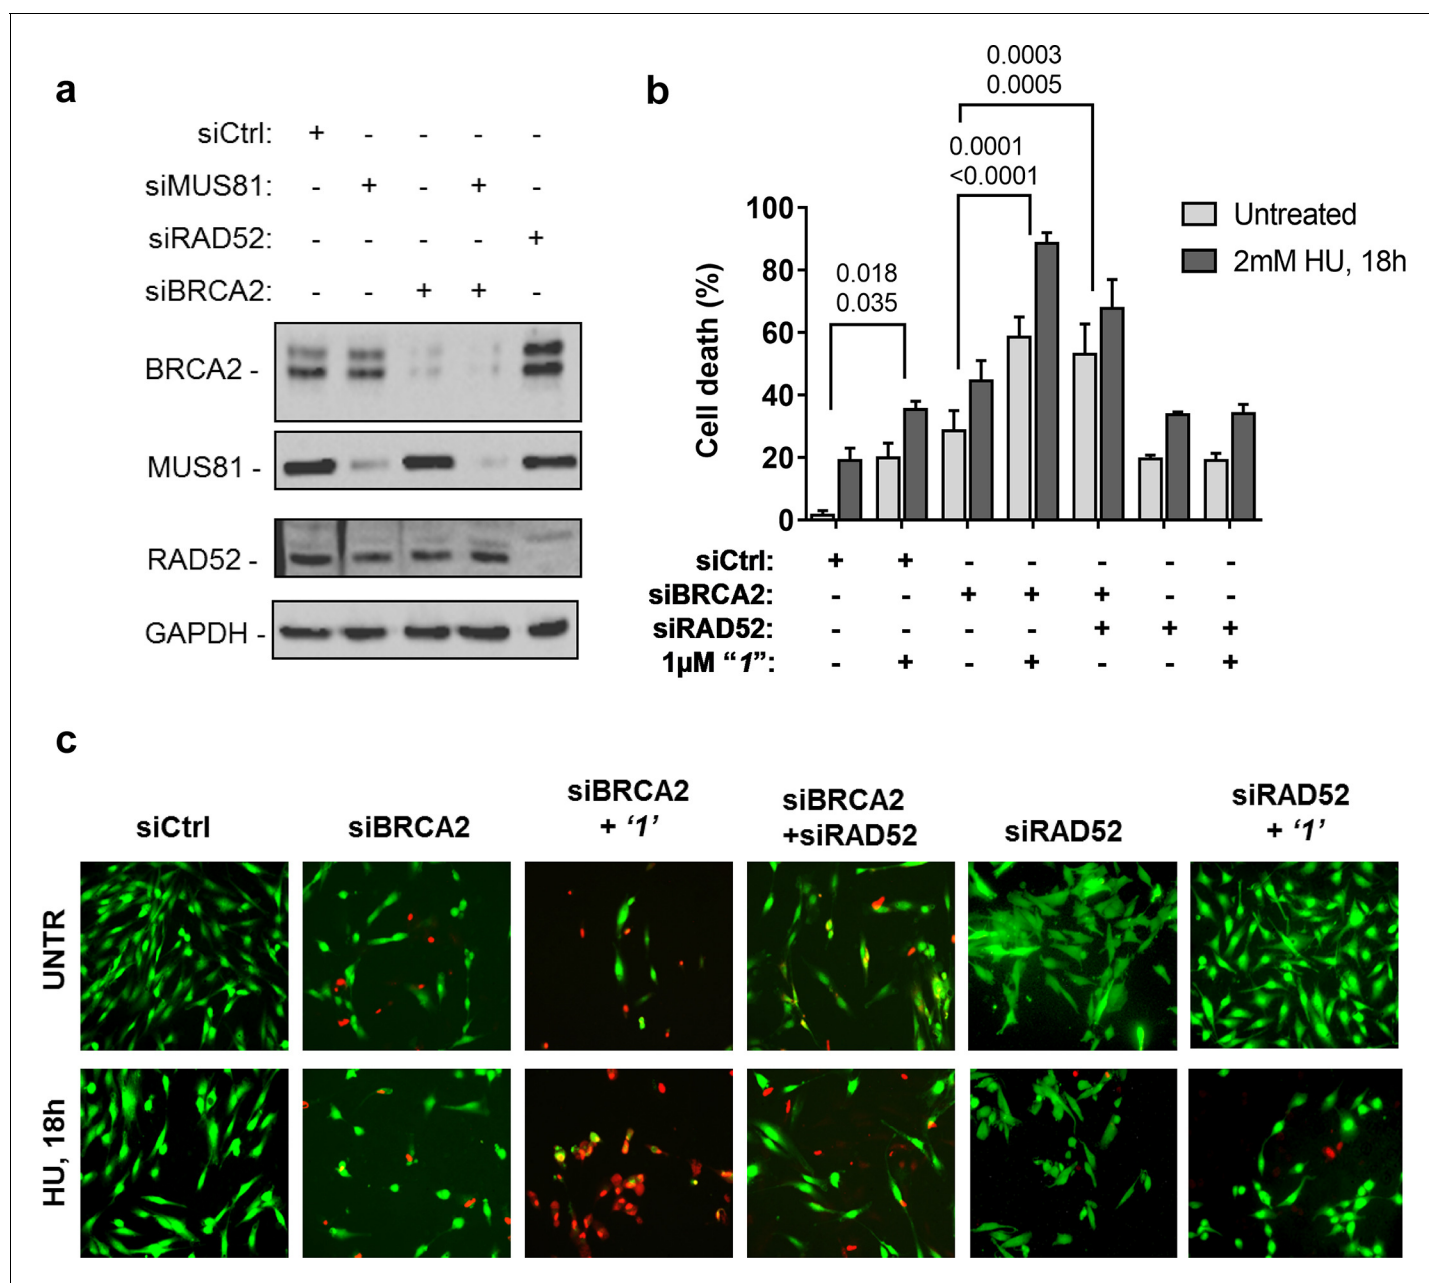 a
siCtrl: + - - - -
siMUS81: - + - + -
siRAD52: - - - - +
siBRCA2: - - + + -
BRCA2 -
MUS81 -
RAD52 -
GAPDH -
b
0.0003
0.0005
0.0001
<0.0001
0.018
0.035
Untreated
2mM HU, 18h
Cell death (%)
100
80
60
40
20
0
siCtrl: + + - - - - -
siBRCA2: - - + + + - -
siRAD52: - - - - + + +
1µM “1”: - + - + - - +
c
siCtrl
siBRCA2
siBRCA2
+ ‘1’
siBRCA2
+siRAD52
siRAD52
siRAD52
+ ‘1’
UNTR
HU, 18h